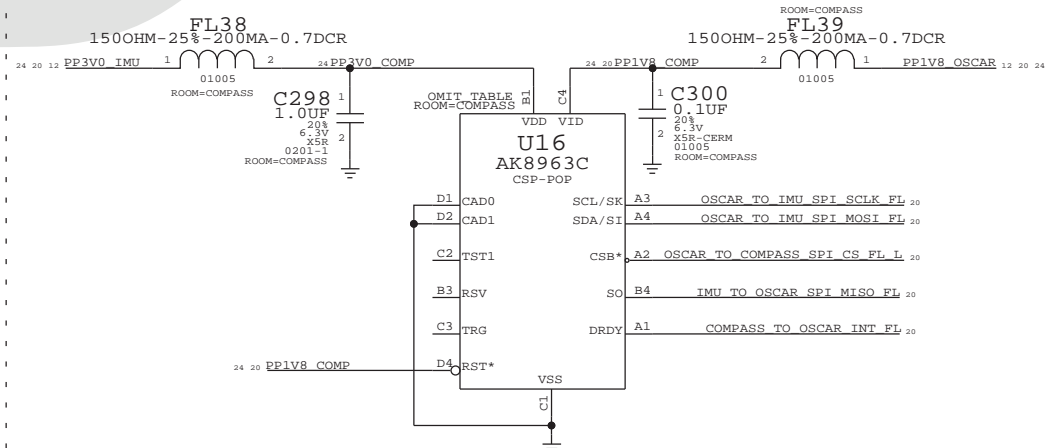 FL38
150OHM-25%-200MA-0.7DCR
24 20 12 PP3V0_IMU 1 2 24 PP3V0_COMP
01005
ROOM=COMPASS
ROOM=COMPASS
FL39
150OHM-25%-200MA-0.7DCR
24 20 PP1V8_COMP 2 1 PP1V8_OSCAR 12 20 24
01005
C298 1
1.0UF
20%
6.3V
X5R 2
0201-1
ROOM=COMPASS
OMIT_TABLE
ROOM=COMPASS
B1 C4
1 C300
0.1UF
20%
6.3V
2 X5R-CERM
01005
ROOM=COMPASS
VDD VID
U16
AK8963C
CSP-POP
D1 CAD0 SCL/SK A3 OSCAR_TO_IMU_SPI_SCLK_FL 20
D2 CAD1 SDA/SI A4 OSCAR_TO_IMU_SPI_MOSI_FL 20
C2 TST1 CSB* A2 OSCAR_TO_COMPASS_SPI_CS_FL_L 20
B3 RSV SO B4 IMU_TO_OSCAR_SPI_MISO_FL 20
C3 TRG DRDY A1 COMPASS_TO_OSCAR_INT_FL 20
24 20 PP1V8_COMP D4 RST*
VSS
C1